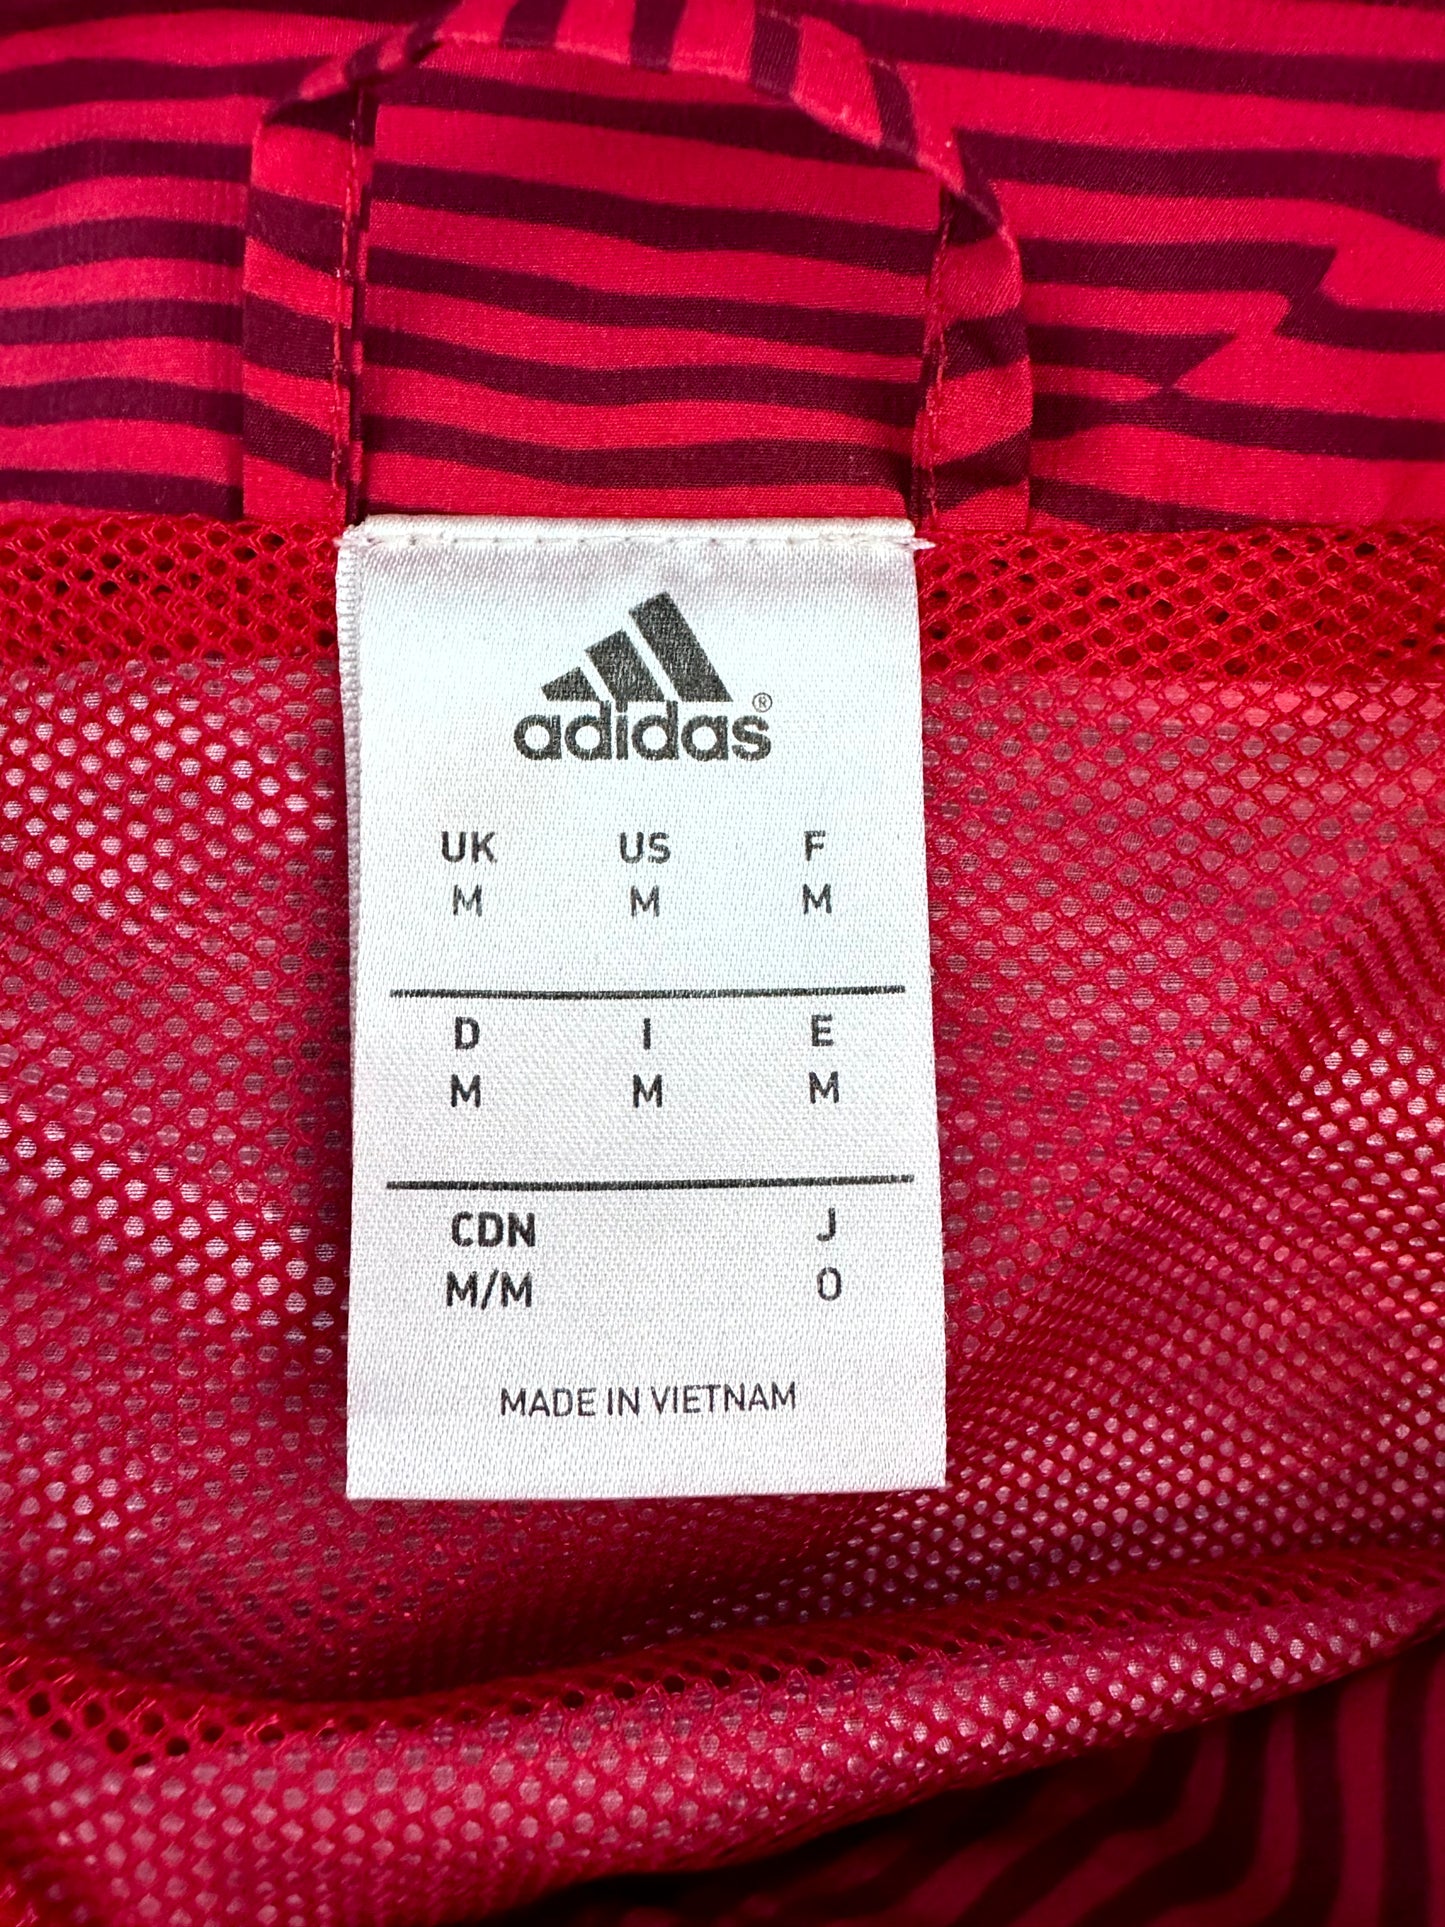 adidas®
UK US F
M M M
D I E
M M M
CDN J
M/M O
MADE IN VIETNAM